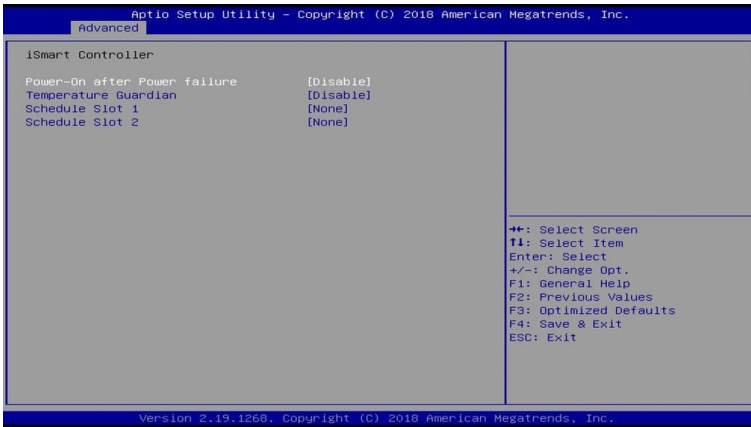 Aptio Setup Utility – Copyright (C) 2018 American Megatrends, Inc.
Advanced
iSmart Controller
Power-On after Power failure [Disable]
Temperature Guardian [Disable]
Schedule Slot 1 [None]
Schedule Slot 2 [None]
→←: Select Screen
↑↓: Select Item
Enter: Select
+/-: Change Opt.
F1: General Help
F2: Previous Values
F3: Optimized Defaults
F4: Save & Exit
ESC: Exit
Version 2.19.1268. Copyright (C) 2018 American Megatrends, Inc.